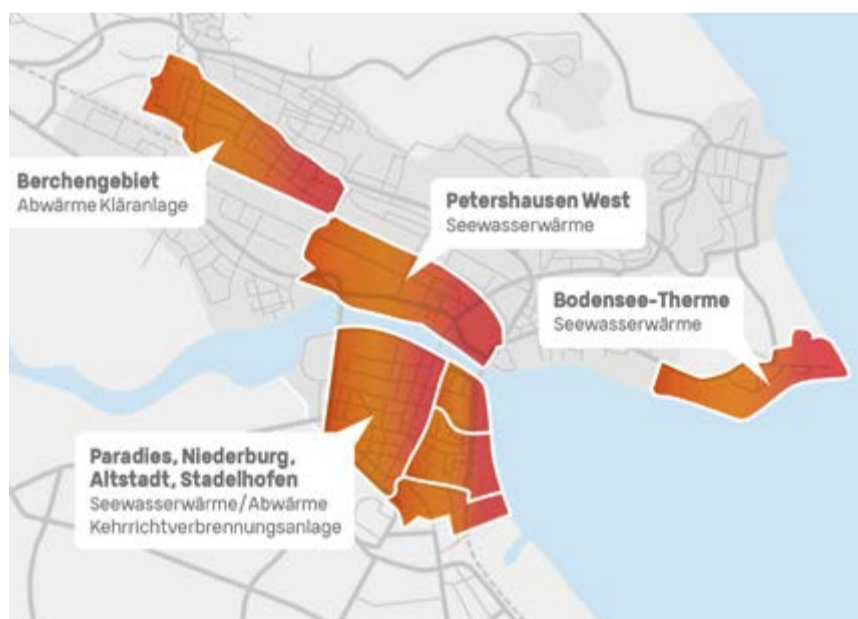 Berchengebiet
Abwärme Kläranlage
Petershausen West
Seewasserwärme
Bodensee-Therme
Seewasserwärme
Paradies, Niederburg,
Altstadt, Stadelhofen
Seewasserwärme/Abwärme
Kehrrichtverbrennungsanlage